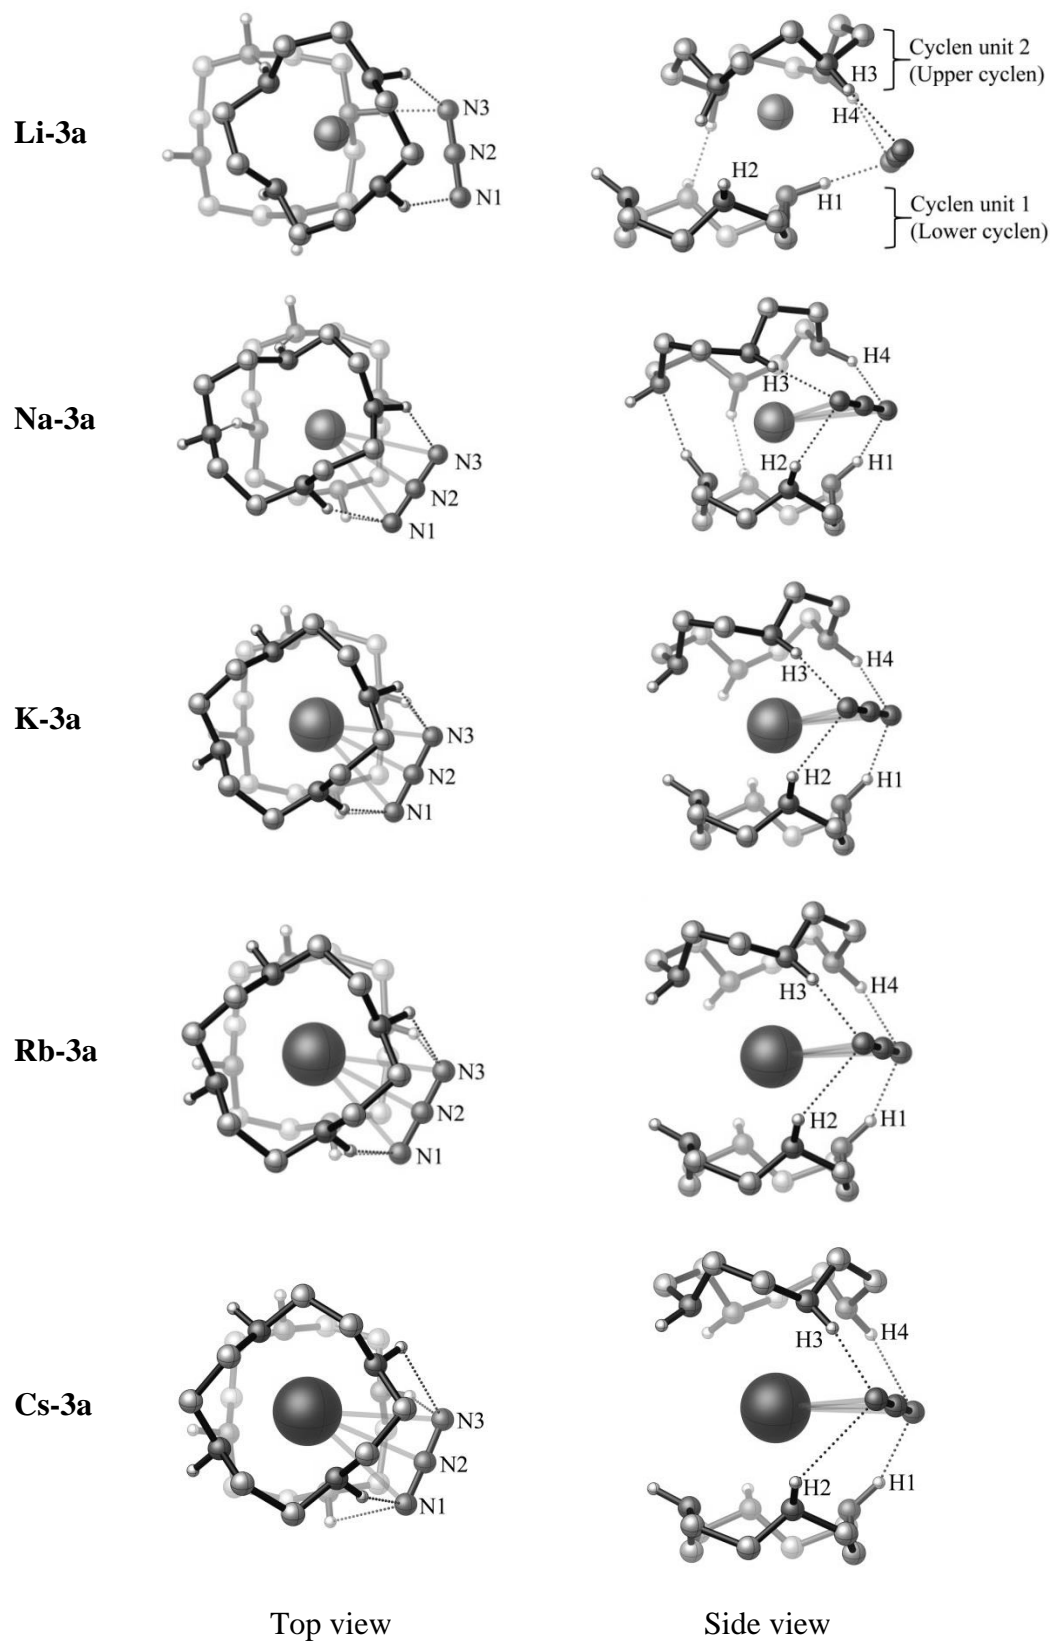 Li-3a
N3
N2
N1
H3
H4
H2
H1
Cyclen unit 2
(Upper cyclen)
Cyclen unit 1
(Lower cyclen)
Na-3a
N3
N2
N1
H4
H3
H2
H1
K-3a
N3
N2
N1
H4
H3
H2
H1
Rb-3a
N3
N2
N1
H4
H3
H2
H1
Cs-3a
N3
N2
N1
H3
H4
H2
H1
Top view
Side view